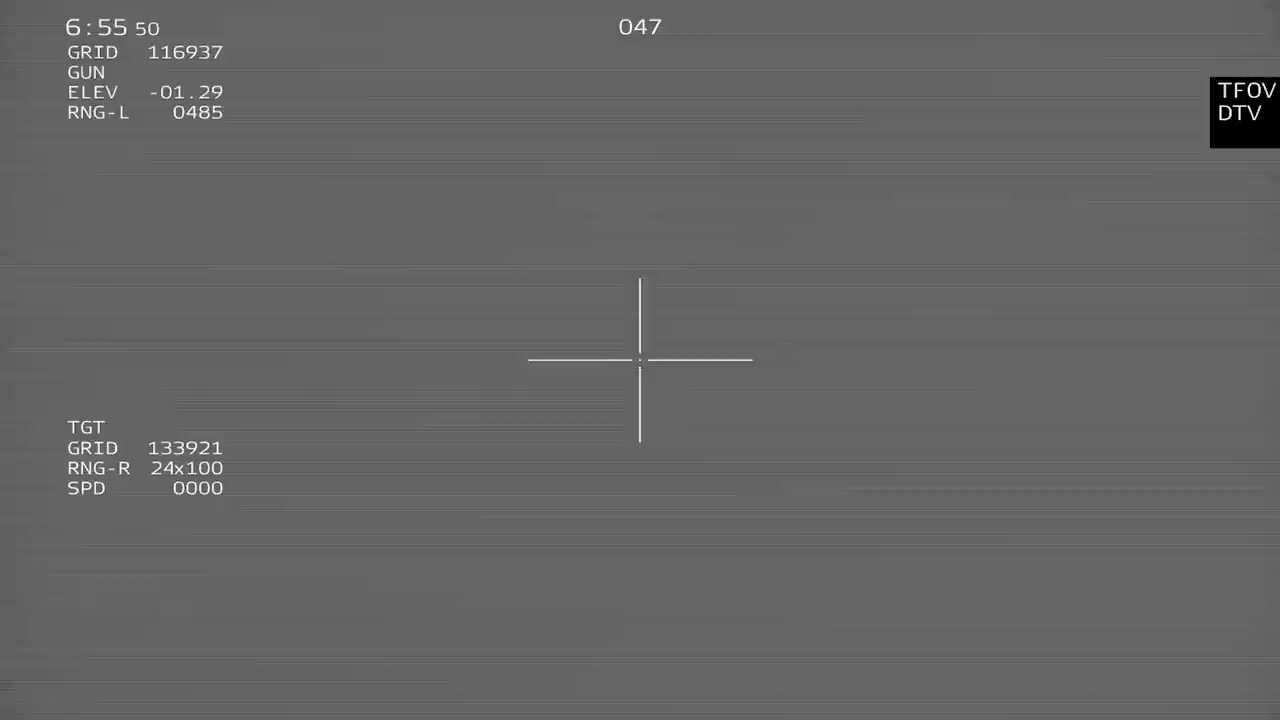 6:55 50
047
GRID 116937
GUN
ELEV -01.29
RNG-L 0485
TFOV
DTV
TGT
GRID 133921
RNG-R 24x100
SPD 0000